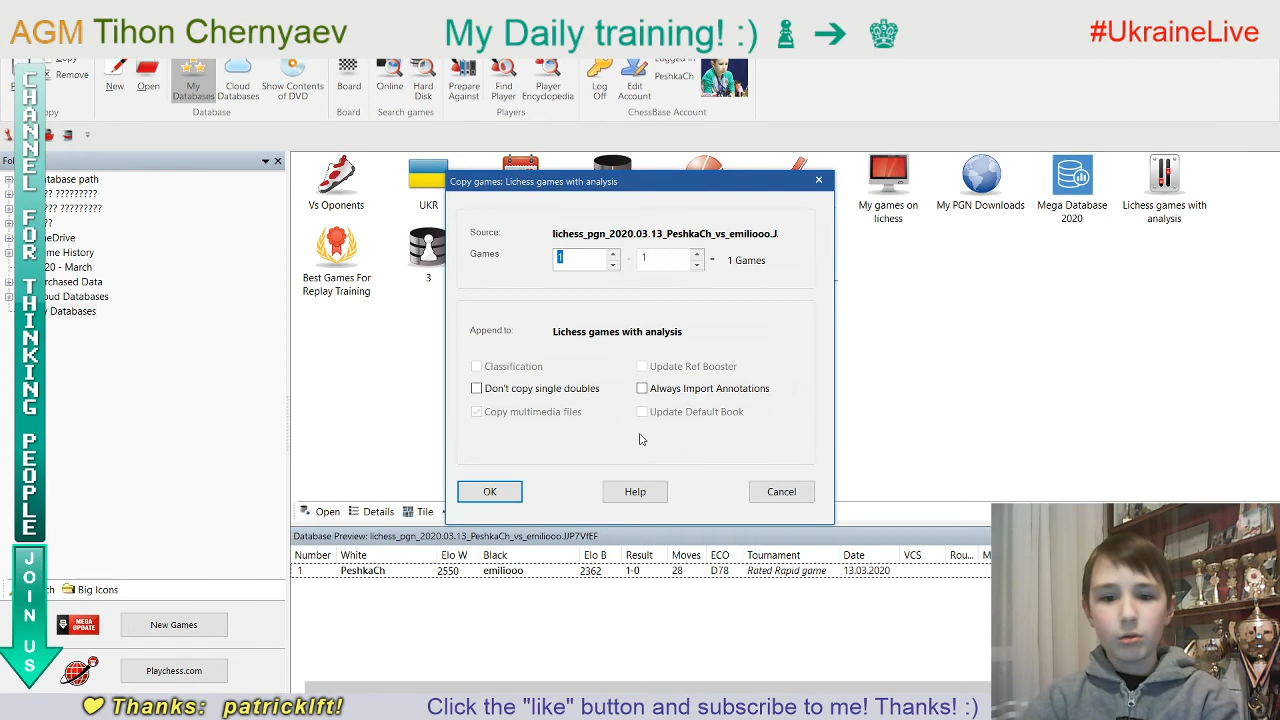 AGM Tihon Chernyaev
My Daily training! :)
#UkraineLive
CHANNEL FOR THINKING PEOPLE
JOIN US
Remove
New
Open
My Databases
Cloud Databases
Show Contents of DVD
Database
Board
Board
Online
Hard Disk
Search games
Prepare Against
Find Player
Player Encyclopedia
Players
Log Off
Edit Account
PeshkaCh
ChessBase Account
atabase path
?? ?????????
?? ?????????
??
neDrive
ame History
20 - March
rchased Data
oud Databases
y Databases
Vs Oponents
UKR
My games on lichess
My PGN Downloads
Mega Database 2020
Lichess games with analysis
Best Games For Replay Training
3
Copy games: Lichess games with analysis
Source:
lichess_pgn_2020.03.13_PeshkaCh_vs_emiliooo.J.
Games
1 - 1 = 1 Games
Append to:
Lichess games with analysis
Classification
Update Ref Booster
Don't copy single doubles
Always Import Annotations
Copy multimedia files
Update Default Book
OK
Help
Cancel
Open
Details
Tile
Database Preview: lichess_pgn_2020.03.13_PeshkaCh_vs_emiliooo.JJP7VfEF
Number White Elo W Black Elo B Result Moves ECO Tournament Date VCS Rou... M
1 PeshkaCh 2550 emiliooo 2362 1-0 28 D78 Rated Rapid game 13.03.2020
Big Icons
MEGA UPDATE
New Games
Playchess.com
Thanks: patricklft!
Click the "like" button and subscribe to me! Thanks! :)